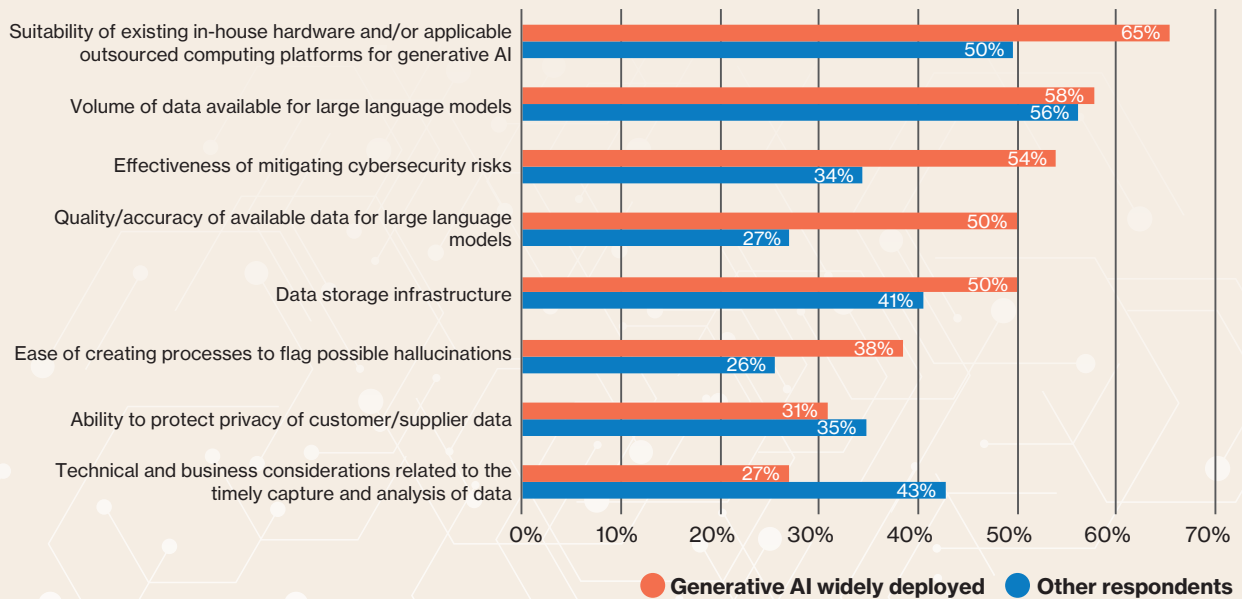 Suitability of existing in-house hardware and/or applicable
outsourced computing platforms for generative AI
65%
50%
Volume of data available for large language models
58%
56%
Effectiveness of mitigating cybersecurity risks
54%
34%
Quality/accuracy of available data for large language
models
50%
27%
Data storage infrastructure
50%
41%
Ease of creating processes to flag possible hallucinations
38%
26%
Ability to protect privacy of customer/supplier data
31%
35%
Technical and business considerations related to the
timely capture and analysis of data
27%
43%
0% 10% 20% 30% 40% 50% 60% 70%
Generative AI widely deployed Other respondents